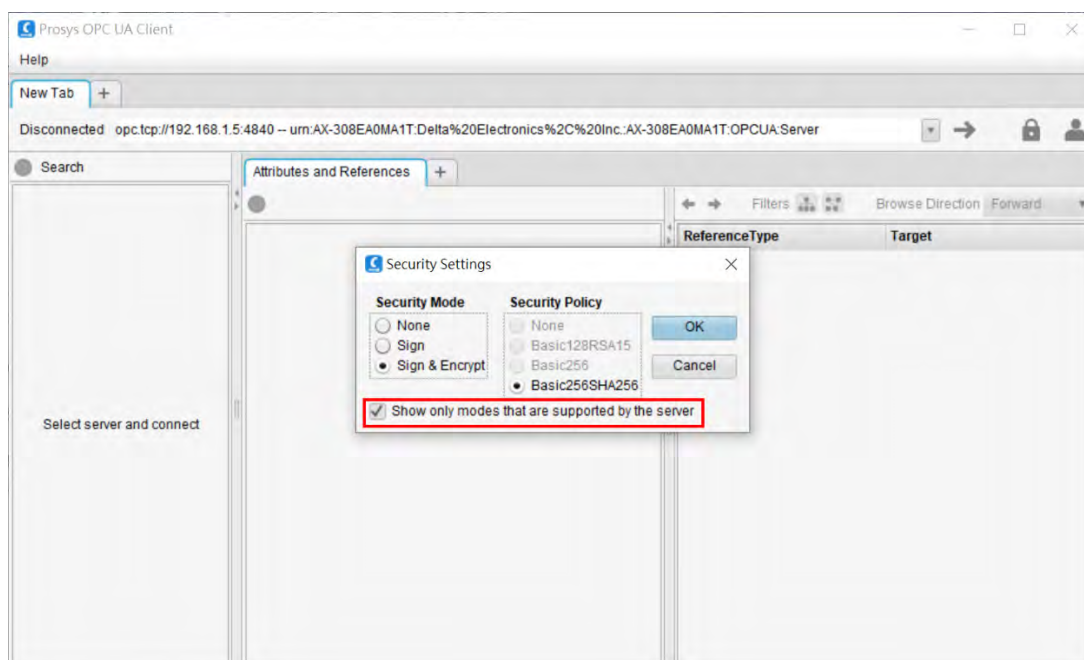 Prosys OPC UA Client
Help
New Tab +
Disconnected opc.tcp://192.168.1.5:4840 -- urn:AX-308EA0MA1T:Delta%20Electronics%2C%20Inc.:AX-308EA0MA1T:OPCUA:Server
Search
Attributes and References +
Filters Browse Direction Forward
ReferenceType Target
Security Settings
Security Mode Security Policy
None None OK
Sign Basic128RSA15
Sign & Encrypt Basic256 Cancel
Basic256SHA256
Show only modes that are supported by the server
Select server and connect